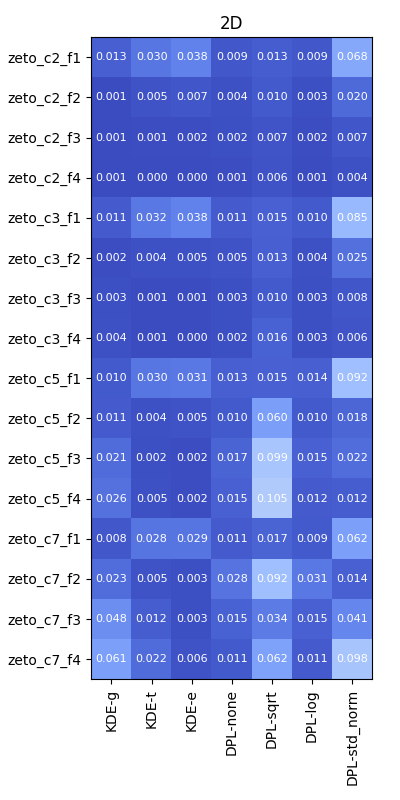 2D
zeto_c2_f1 0.013 0.030 0.038 0.009 0.013 0.009 0.068
zeto_c2_f2 0.001 0.005 0.007 0.004 0.010 0.003 0.020
zeto_c2_f3 0.001 0.001 0.002 0.002 0.007 0.002 0.007
zeto_c2_f4 0.001 0.000 0.000 0.001 0.006 0.001 0.004
zeto_c3_f1 0.011 0.032 0.038 0.011 0.015 0.010 0.085
zeto_c3_f2 0.002 0.004 0.005 0.005 0.013 0.004 0.025
zeto_c3_f3 0.003 0.001 0.001 0.003 0.010 0.003 0.008
zeto_c3_f4 0.004 0.001 0.000 0.002 0.016 0.003 0.006
zeto_c5_f1 0.010 0.030 0.031 0.013 0.015 0.014 0.092
zeto_c5_f2 0.011 0.004 0.005 0.010 0.060 0.010 0.018
zeto_c5_f3 0.021 0.002 0.002 0.017 0.099 0.015 0.022
zeto_c5_f4 0.026 0.005 0.002 0.015 0.105 0.012 0.012
zeto_c7_f1 0.008 0.028 0.029 0.011 0.017 0.009 0.062
zeto_c7_f2 0.023 0.005 0.003 0.028 0.092 0.031 0.014
zeto_c7_f3 0.048 0.012 0.003 0.015 0.034 0.015 0.041
zeto_c7_f4 0.061 0.022 0.006 0.011 0.062 0.011 0.098
KDE-g
KDE-t
KDE-e
DPL-none
DPL-sqrt
DPL-log
DPL-std_norm